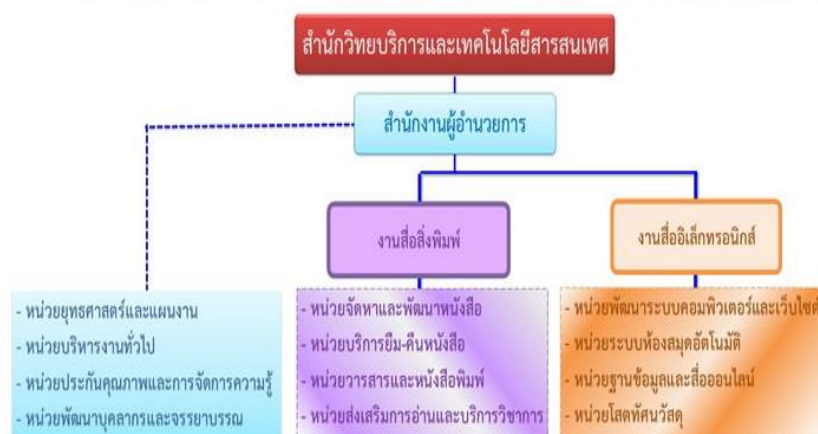 สำนักวิทยบริการและเทคโนโลยีสารสนเทศ
สำนักงานผู้อำนวยการ
งานสื่อสิ่งพิมพ์
งานสื่ออิเล็กทรอนิกส์
- หน่วยยุทธศาสตร์และแผนงาน
- หน่วยบริหารงานทั่วไป
- หน่วยประกันคุณภาพและการจัดการความรู้
- หน่วยพัฒนาบุคลากรและจรรยาบรรณ
- หน่วยจัดหาและพัฒนาหนังสือ
- หน่วยบริการยืม-คืนหนังสือ
- หน่วยวารสารและหนังสือพิมพ์
- หน่วยส่งเสริมการอ่านและบริการวิชาการ
- หน่วยพัฒนาระบบคอมพิวเตอร์และเว็บไซต์
- หน่วยระบบห้องสมุดอัตโนมัติ
- หน่วยฐานข้อมูลและสื่อออนไลน์
- หน่วยโสตทัศนวัสดุ